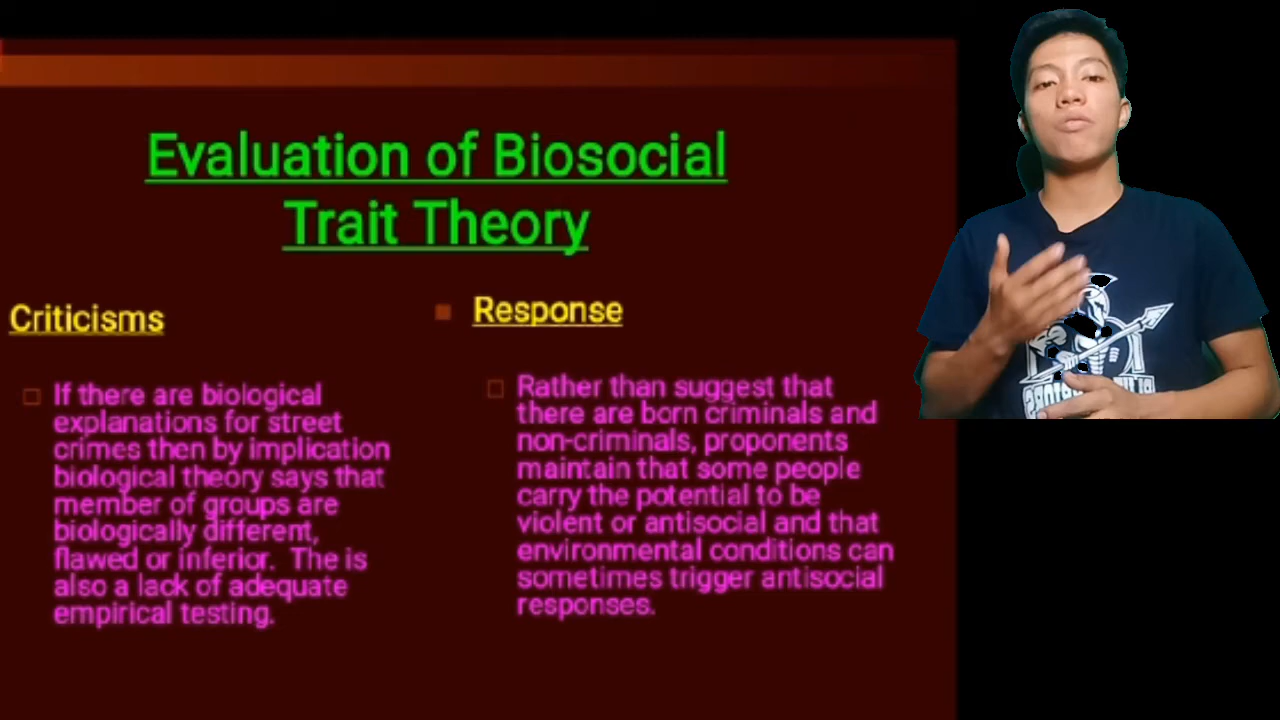 Evaluation of Biosocial
Trait Theory
Criticisms
If there are biological
explanations for street
crimes then by implication
biological theory says that
member of groups are
biologically different,
flawed or inferior. The is
also a lack of adequate
empirical testing.
Response
Rather than suggest that
there are born criminals and
non-criminals, proponents
maintain that some people
carry the potential to be
violent or antisocial and that
environmental conditions can
sometimes trigger antisocial
responses.